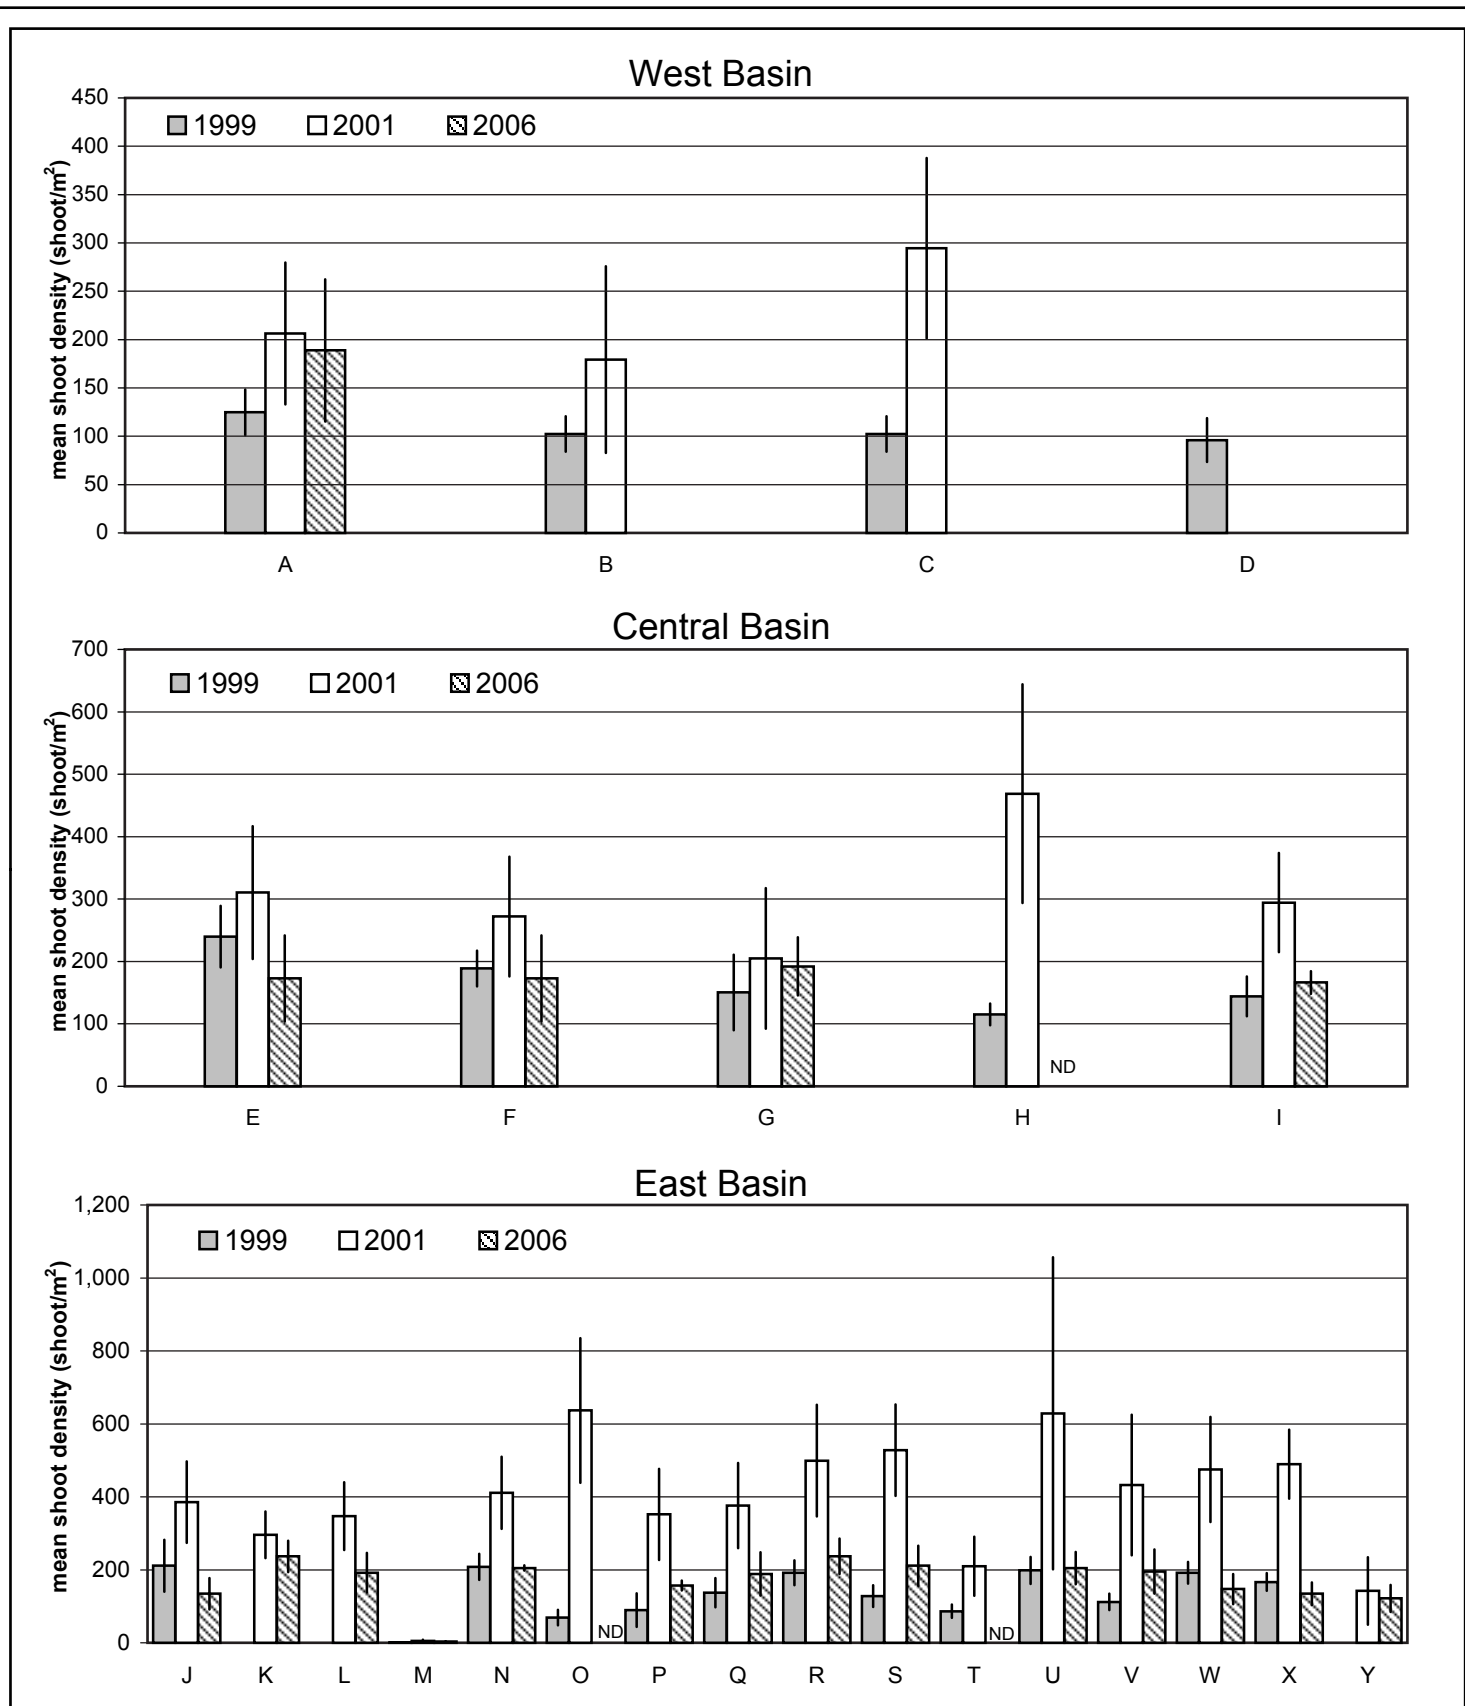 West Basin
450
400
350
300
250
200
150
100
50
0
mean shoot density (shoot/m²)
1999 2001 2006
A B C D
Central Basin
700
600
500
400
300
200
100
0
mean shoot density (shoot/m²)
1999 2001 2006
ND
E F G H I
East Basin
1,200
1,000
800
600
400
200
0
mean shoot density (shoot/m²)
1999 2001 2006
ND ND
J K L M N O P Q R S T U V W X Y